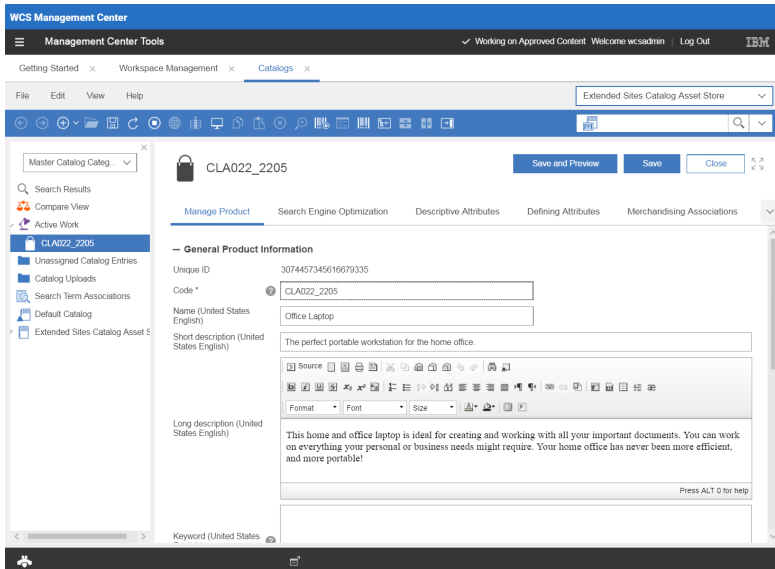 WCS Management Center
Management Center Tools
Working on Approved Content Welcome wcsadmin | Log Out IBM
Getting Started × Workspace Management × Catalogs ×
File Edit View Help
Extended Sites Catalog Asset Store
Master Catalog Categ...
CLA022_2205
Save and Preview Save Close
Search Results
Compare View
Active Work
CLA022_2205
Unassigned Catalog Entries
Catalog Uploads
Search Term Associations
Default Catalog
Extended Sites Catalog Asset S
Manage Product Search Engine Optimization Descriptive Attributes Defining Attributes Merchandising Associations
– General Product Information
Unique ID 3074457345616679335
Code * CLA022_2205
Name (United States
English)
Office Laptop
Short description (United
States English)
The perfect portable workstation for the home office.
Source
Format Font Size
Long description (United
States English)
This home and office laptop is ideal for creating and working with all your important documents. You can work
on everything your personal or business needs might require. Your home office has never been more efficient,
and more portable!
Press ALT 0 for help
Keyword (United States